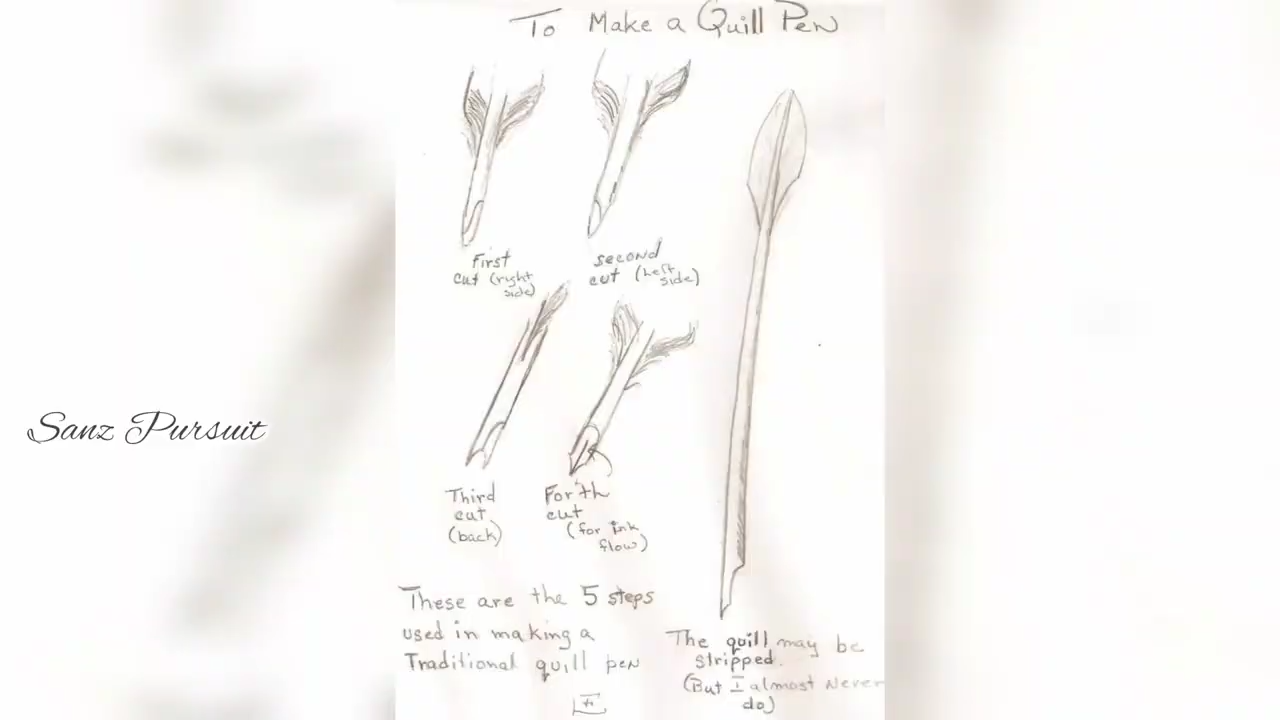 To Make a Quill Pen
First
cut (right
side)
second
cut (Left
side)
Third
cut
(back)
For'th
cut
(for ink
flow)
These are the 5 steps
used in making a
Traditional quill pen
The quill may be
stripped.
(But I almost Never
do)
Sanz Pursuit